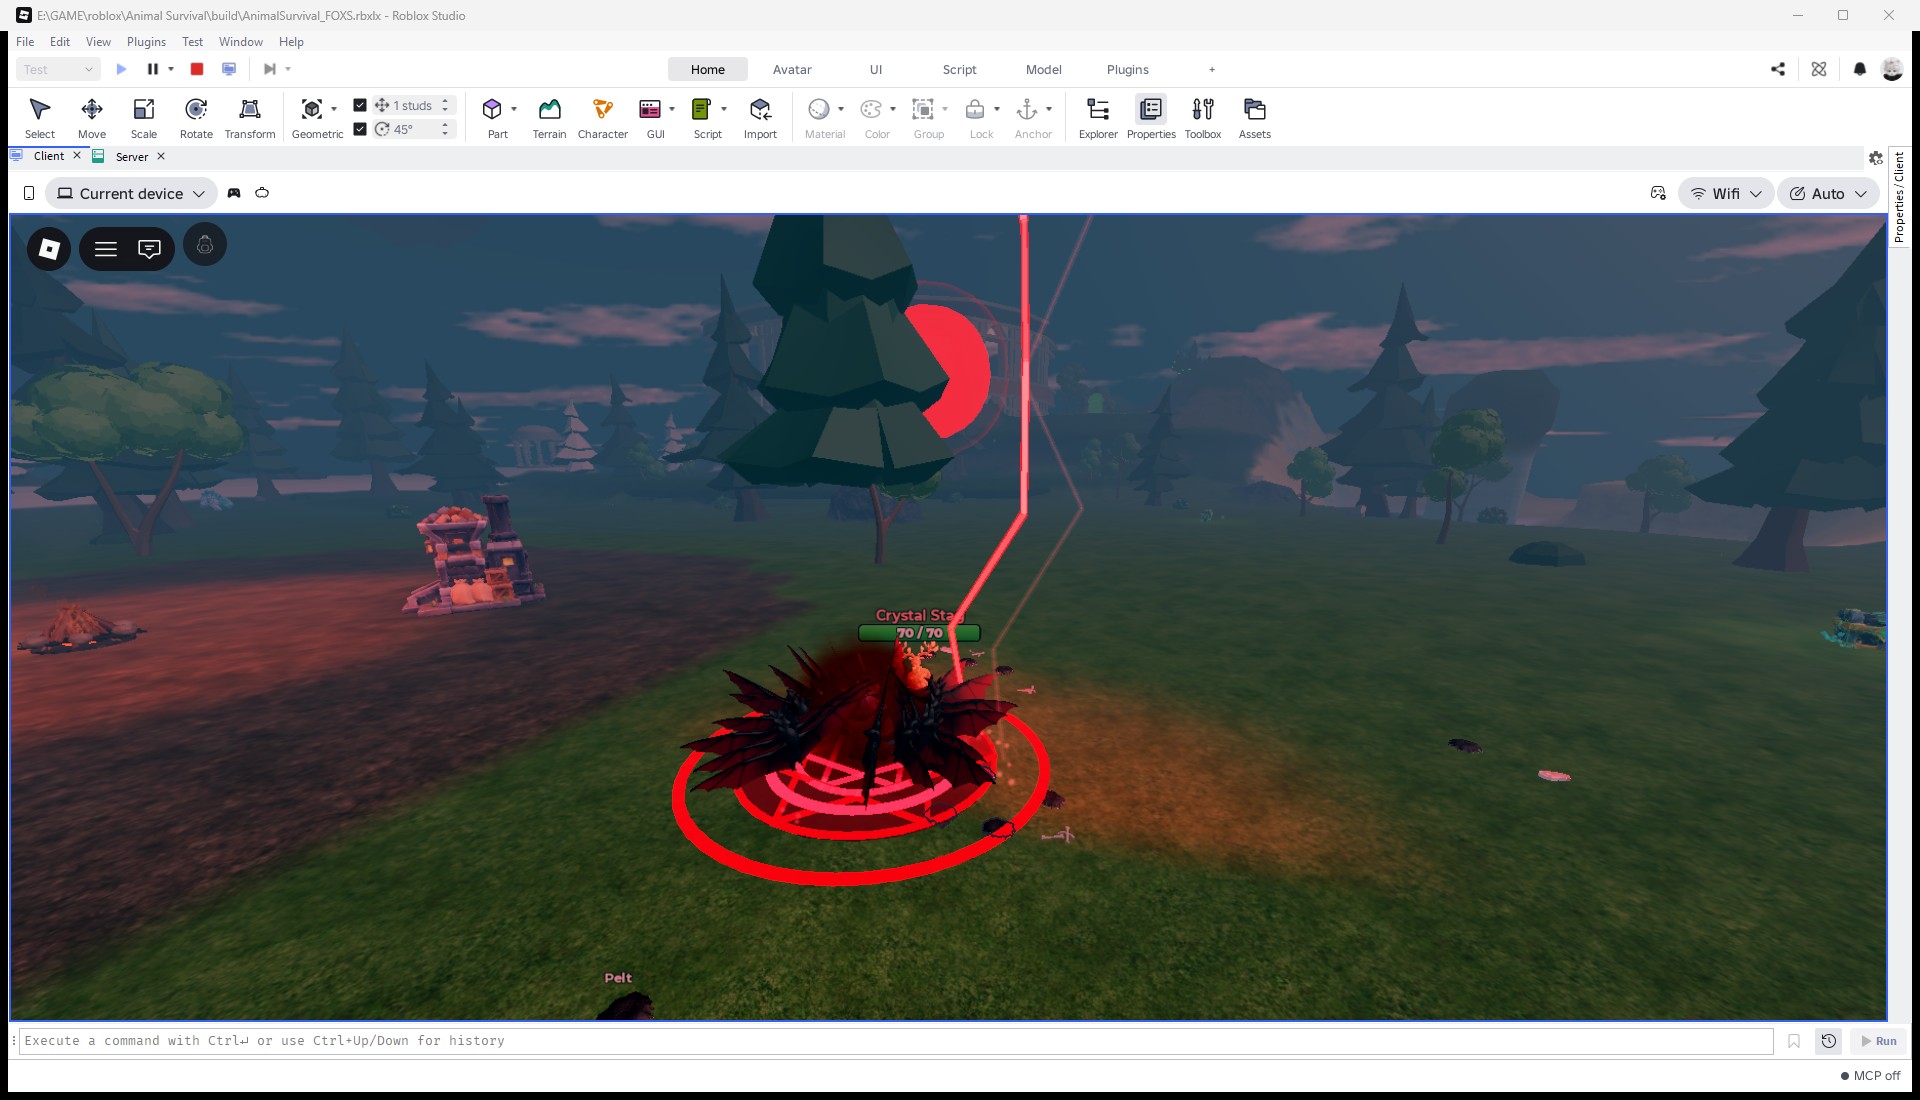 E:\GAME\roblox\Animal Survival\build\AnimalSurvival_FOXS.rbxlx - Roblox Studio
File Edit View Plugins Test Window Help
Test Home Avatar UI Script Model Plugins +
1 studs
45°
Select Move Scale Rotate Transform Geometric Part Terrain Character GUI Script Import Material Color Group Lock Anchor Explorer Properties Toolbox Assets
Client Server
Current device Wifi Auto
Properties / Client
Crystal Stag
70 / 70
Pelt
Execute a command with Ctrl↵ or use Ctrl+Up/Down for history
Run
MCP off